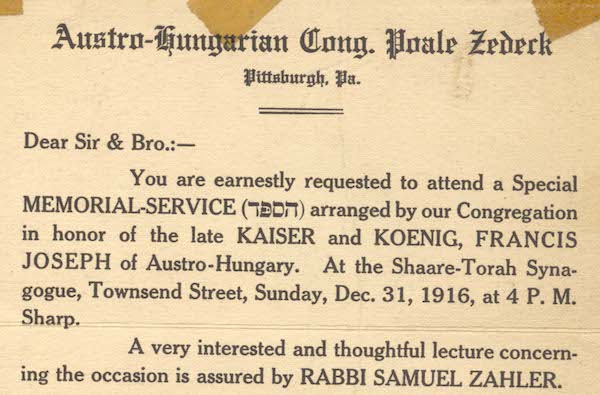 Austro-Hungarian Cong. Poale Zedeck
Pittsburgh, Pa.
Dear Sir & Bro.:—
You are earnestly requested to attend a Special
MEMORIAL-SERVICE (הספד) arranged by our Congregation
in honor of the late KAISER and KOENIG, FRANCIS
JOSEPH of Austro-Hungary. At the Shaare-Torah Syna-
gogue, Townsend Street, Sunday, Dec. 31, 1916, at 4 P. M.
Sharp.
A very interested and thoughtful lecture concern-
ing the occasion is assured by RABBI SAMUEL ZAHLER.